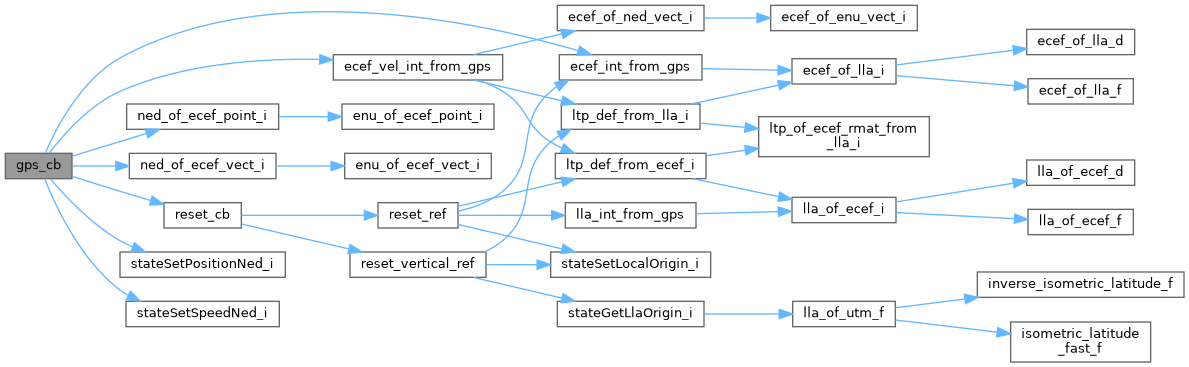 gps_cb
ecef_vel_int_from_gps
ned_of_ecef_point_i
ned_of_ecef_vect_i
reset_cb
stateSetPositionNed_i
stateSetSpeedNed_i
enu_of_ecef_point_i
enu_of_ecef_vect_i
reset_ref
reset_vertical_ref
ecef_of_ned_vect_i
ecef_int_from_gps
ltp_def_from_lla_i
ltp_def_from_ecef_i
lla_int_from_gps
stateSetLocalOrigin_i
stateGetLlaOrigin_i
ecef_of_enu_vect_i
ecef_of_lla_i
ltp_of_ecef_rmat_from
_lla_i
lla_of_ecef_i
lla_of_utm_f
ecef_of_lla_d
ecef_of_lla_f
lla_of_ecef_d
lla_of_ecef_f
inverse_isometric_latitude_f
isometric_latitude
_fast_f